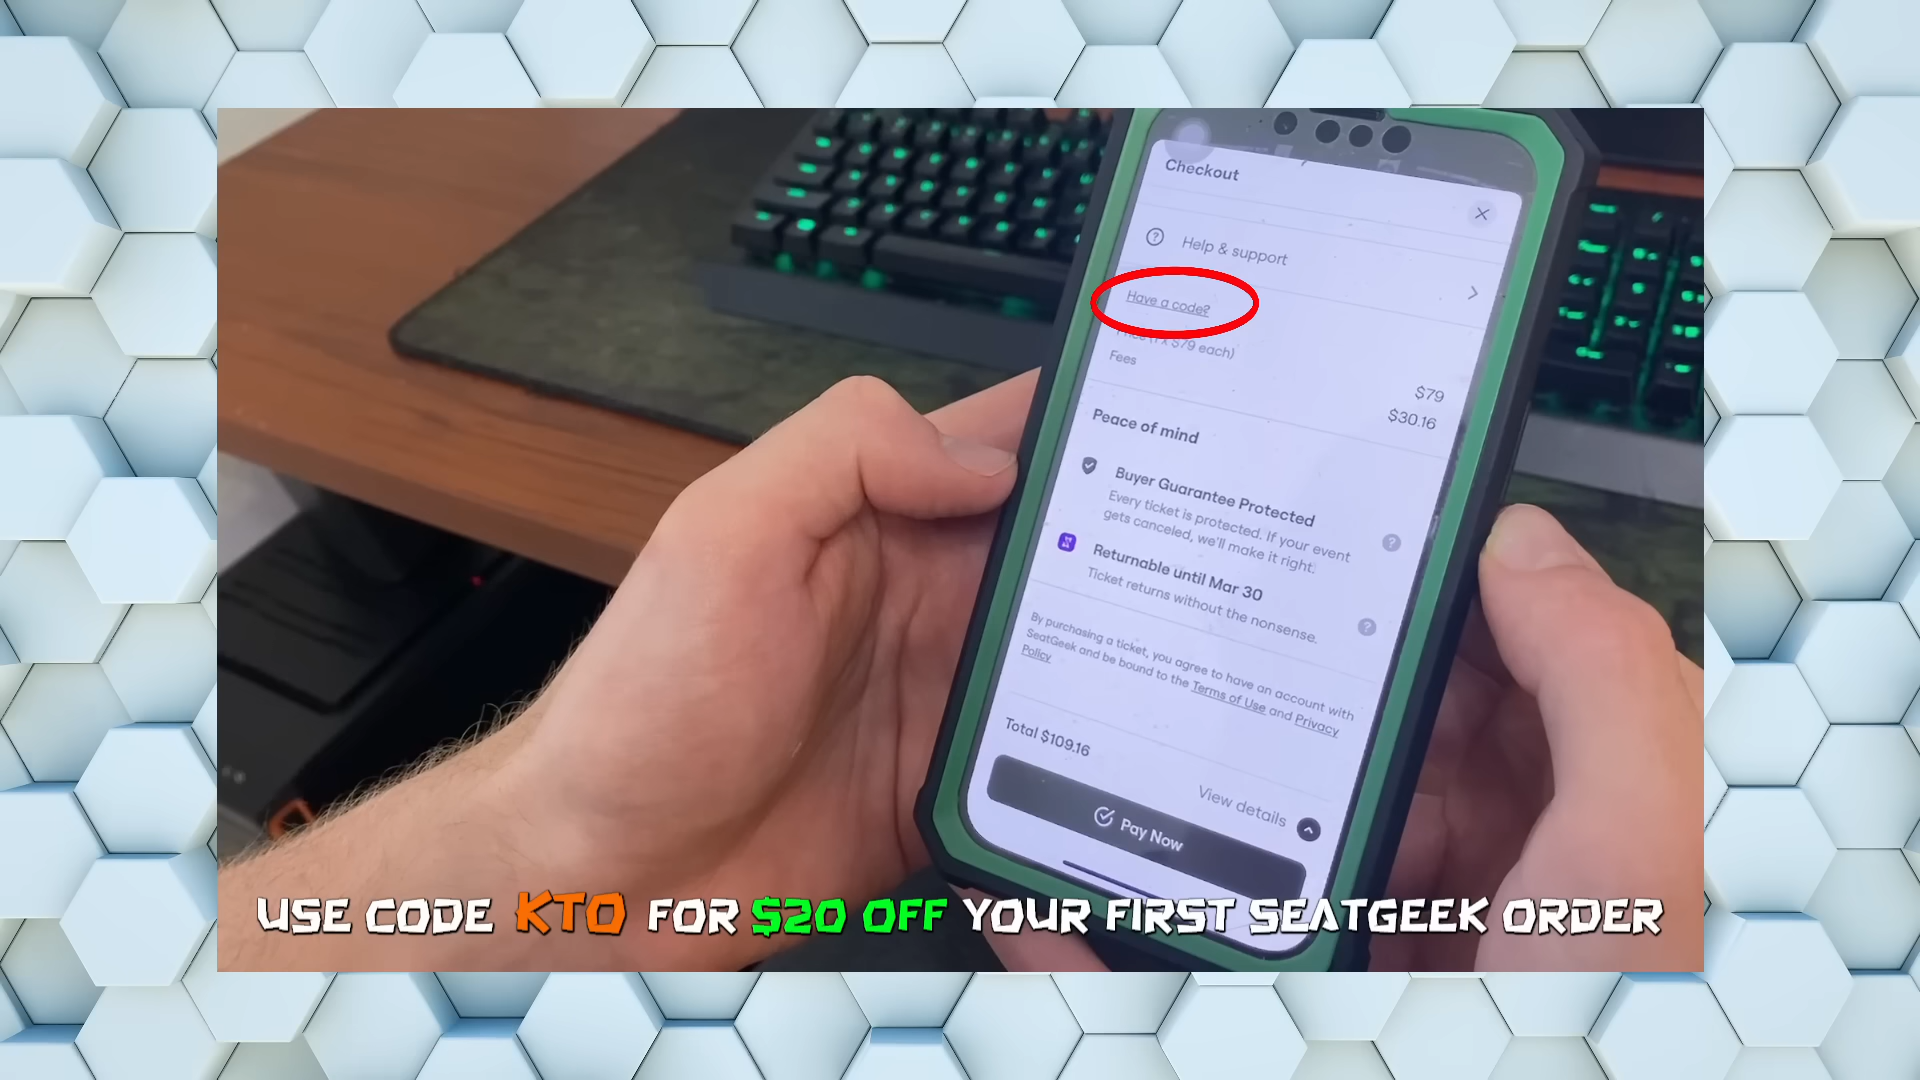 Checkout
Help & support
Have a code?
Price (1 x $79 each)
$79
Fees
$30.16
Peace of mind
Buyer Guarantee Protected
Every ticket is protected. If your event
gets canceled, we'll make it right.
Returnable until Mar 30
Ticket returns without the nonsense.
By purchasing a ticket, you agree to have an account with
SeatGeek and be bound to the Terms of Use and Privacy
Policy
Total $109.16
View details
Pay Now
USE CODE KTO FOR $20 OFF YOUR FIRST SEATGEEK ORDER